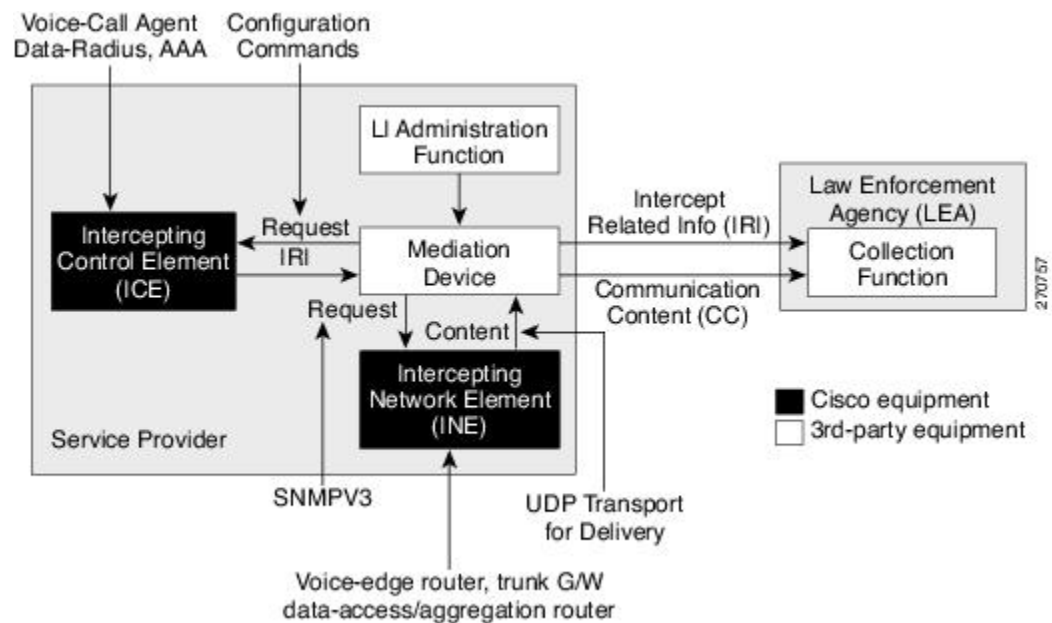 Voice-Call Agent
Data-Radius, AAA
Configuration
Commands
LI Administration
Function
Law Enforcement
Agency (LEA)
Intercept
Related Info (IRI)
Request
IRI
Intercepting
Control Element
(ICE)
Mediation
Device
Collection
Function
Communication
Content (CC)
270757
Request
Content
Intercepting
Network Element
(INE)
Cisco equipment
3rd-party equipment
Service Provider
SNMPV3
UDP Transport
for Delivery
Voice-edge router, trunk G/W
data-access/aggregation router